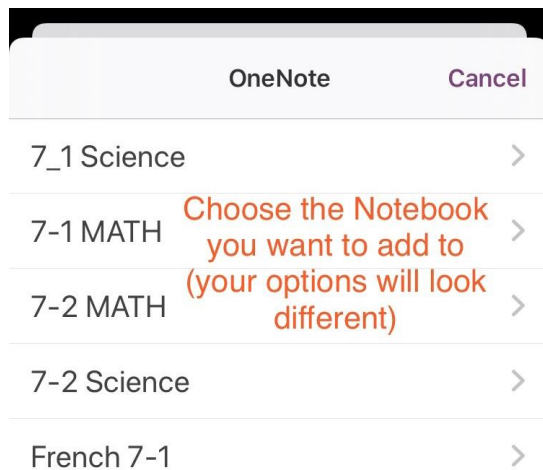 OneNote Cancel
7_1 Science
7-1 MATH
Choose the Notebook
you want to add to
(your options will look
different)
7-2 MATH
7-2 Science
French 7-1